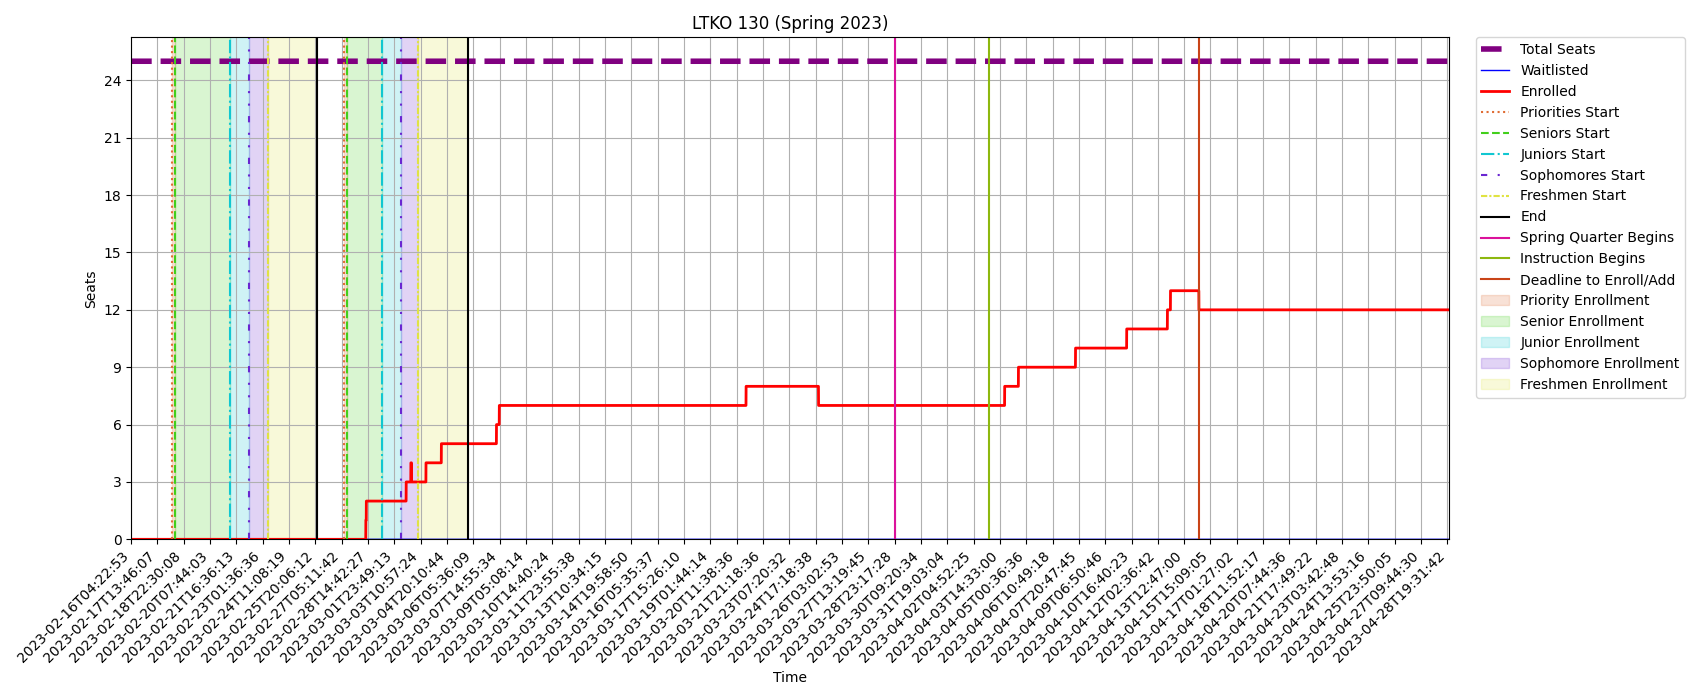 LTKO 130 (Spring 2023)
Seats
24
21
18
15
12
9
6
3
0
2023-02-16T04:22:53
2023-02-17T13:46:07
2023-02-18T22:30:08
2023-02-20T07:44:03
2023-02-21T16:36:13
2023-02-23T01:36:36
2023-02-24T11:08:19
2023-02-25T20:06:12
2023-02-27T05:11:42
2023-02-28T14:42:27
2023-03-01T23:49:13
2023-03-03T10:57:24
2023-03-04T20:10:44
2023-03-06T05:36:09
2023-03-07T14:55:34
2023-03-09T05:08:14
2023-03-10T14:40:24
2023-03-11T23:55:38
2023-03-13T10:34:15
2023-03-14T19:58:50
2023-03-16T05:35:37
2023-03-17T15:26:10
2023-03-19T01:44:14
2023-03-20T11:38:36
2023-03-21T21:18:36
2023-03-23T07:20:32
2023-03-24T17:18:38
2023-03-26T03:02:53
2023-03-27T13:19:45
2023-03-28T23:17:28
2023-03-30T09:20:34
2023-03-31T19:03:04
2023-04-02T04:52:25
2023-04-03T14:33:00
2023-04-05T00:36:36
2023-04-06T10:49:18
2023-04-07T20:47:45
2023-04-09T06:50:46
2023-04-10T16:40:23
2023-04-12T02:36:42
2023-04-13T12:47:00
2023-04-15T15:09:05
2023-04-17T01:27:02
2023-04-18T11:52:17
2023-04-20T07:44:36
2023-04-21T17:49:22
2023-04-23T03:42:48
2023-04-24T13:53:16
2023-04-25T23:50:05
2023-04-27T09:44:30
2023-04-28T19:31:42
Time
Total Seats
Waitlisted
Enrolled
Priorities Start
Seniors Start
Juniors Start
Sophomores Start
Freshmen Start
End
Spring Quarter Begins
Instruction Begins
Deadline to Enroll/Add
Priority Enrollment
Senior Enrollment
Junior Enrollment
Sophomore Enrollment
Freshmen Enrollment